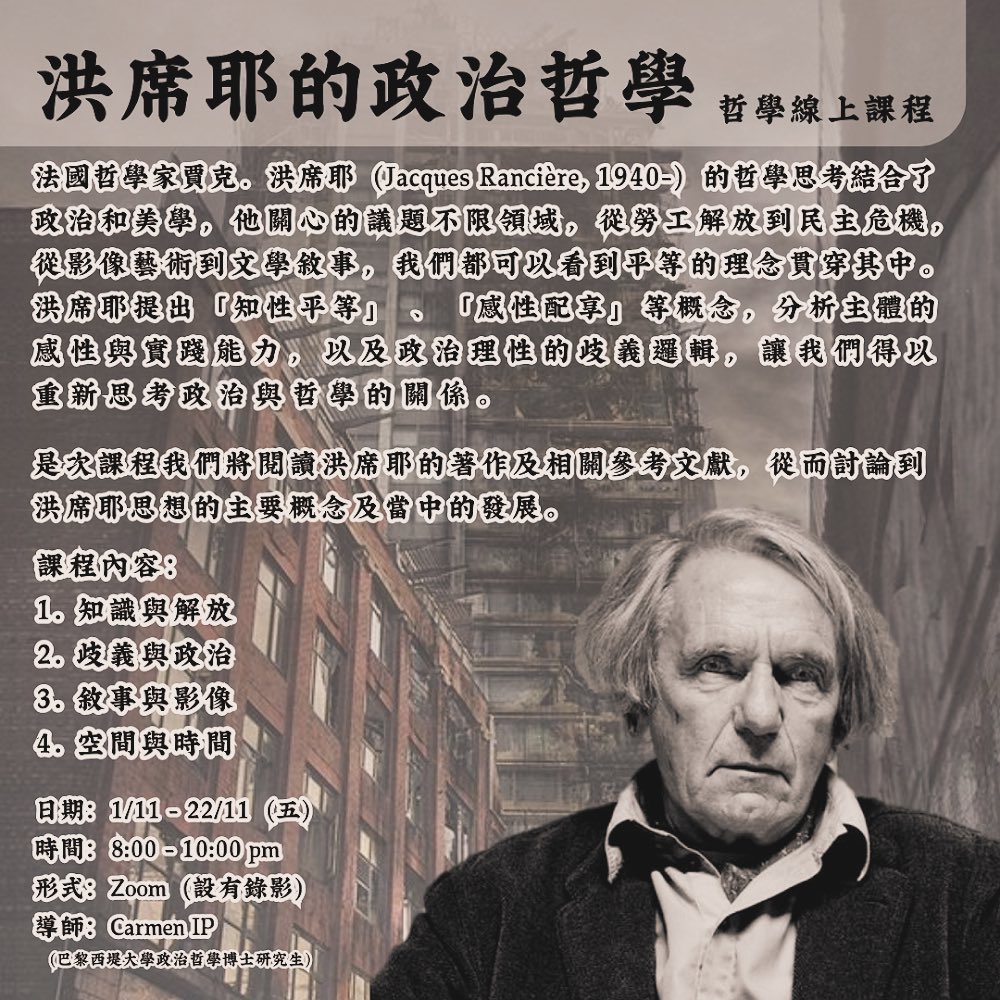 洪席耶的政治哲學 哲學線上課程
法國哲學家賈克．洪席耶（Jacques Rancière, 1940-）的哲學思考結合了
政治和美學，他關心的議題不限領域，從勞工解放到民主危機，
從影像藝術到文學敘事，我們都可以看到平等的理念貫穿其中。
洪席耶提出「知性平等」、「感性配享」等概念，分析主體的
感性與實踐能力，以及政治理性的歧義邏輯，讓我們得以
重新思考政治與哲學的關係。
是次課程我們將閱讀洪席耶的著作及相關參考文獻，從而討論到
洪席耶思想的主要概念及當中的發展。
課程內容：
1. 知識與解放
2. 歧義與政治
3. 敘事與影像
4. 空間與時間
日期：1/11 - 22/11（五）
時間：8:00 - 10:00 pm
形式：Zoom（設有錄影）
導師：Carmen IP
（巴黎西堤大學政治哲學博士研究生）